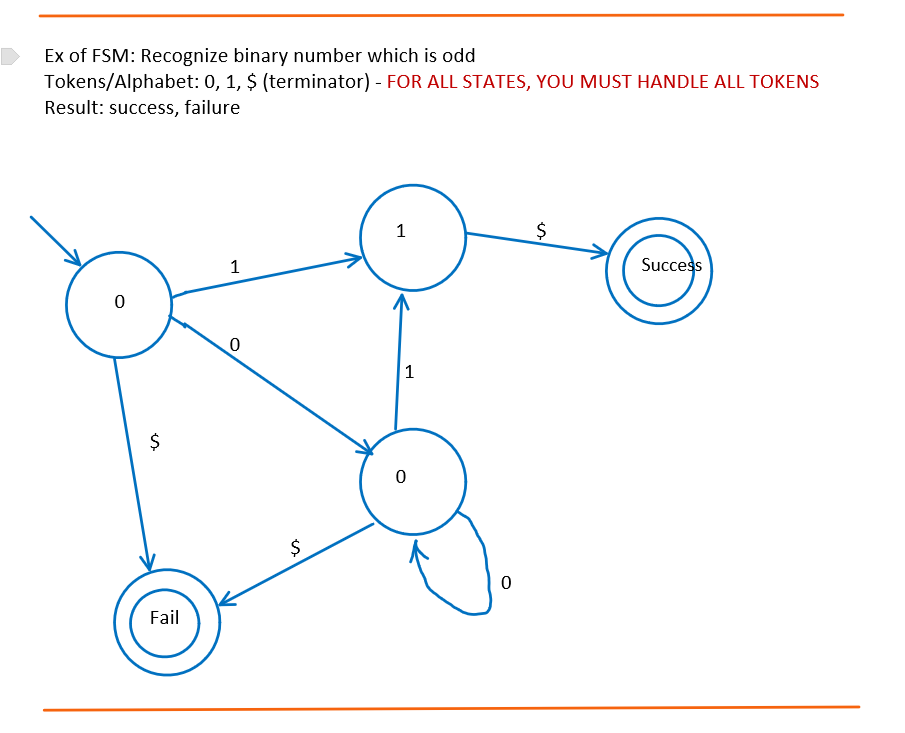 Ex of FSM: Recognize binary number which is odd
Tokens/Alphabet: 0, 1, $ (terminator) - FOR ALL STATES, YOU MUST HANDLE ALL TOKENS
Result: success, failure
1
$
Success
1
0
0
1
$
0
$
0
Fail